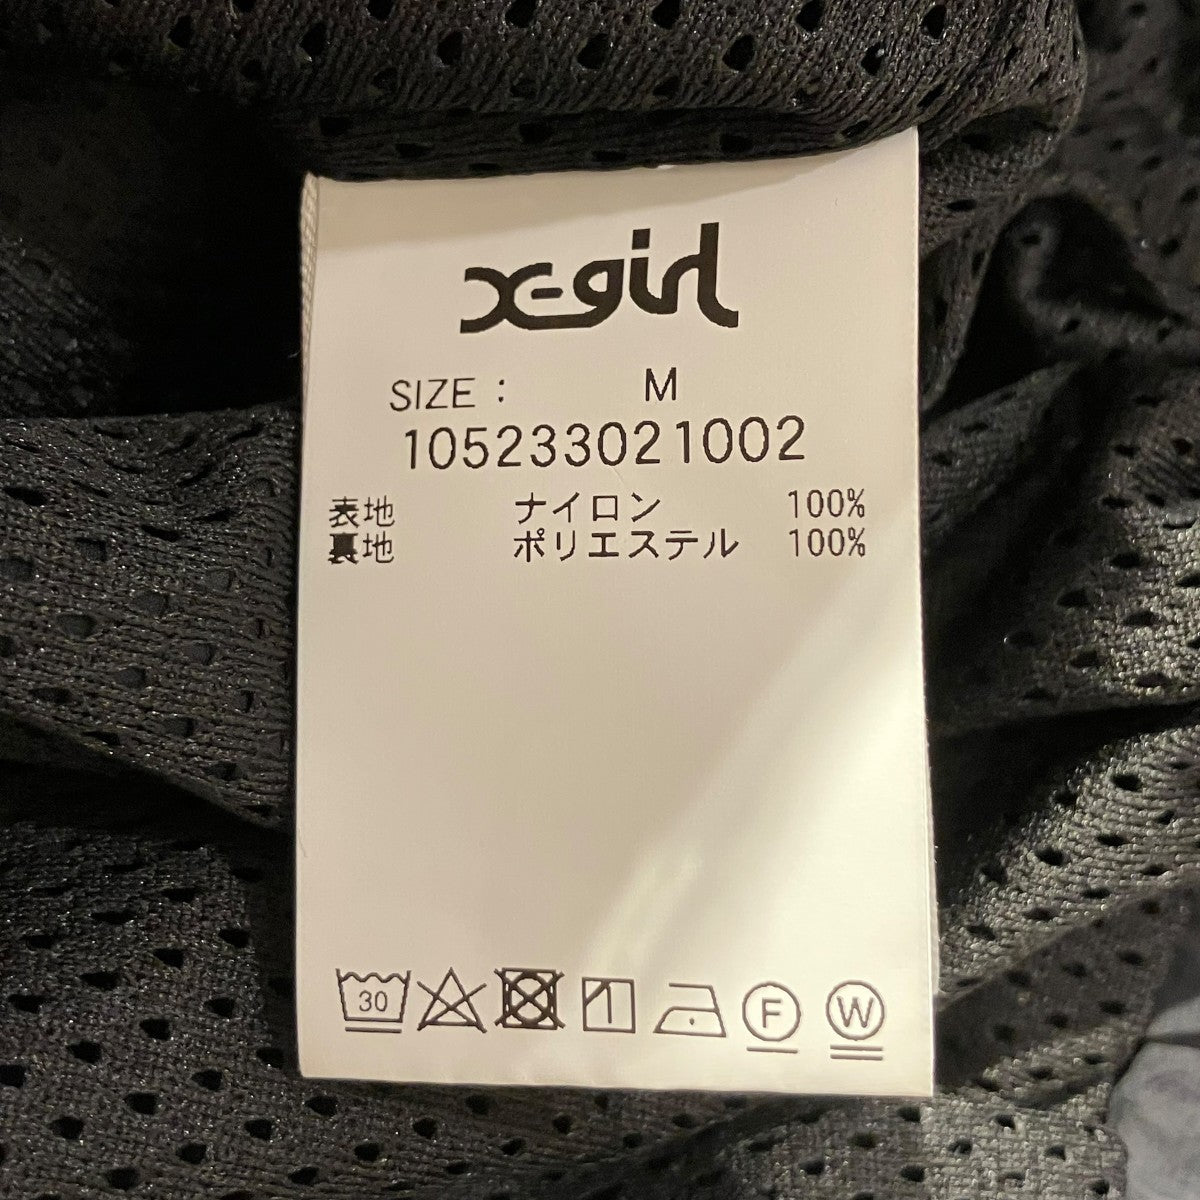 X-girl
SIZE : M
105233021002
表地 ナイロン 100%
裏地 ポリエステル 100%
30 F W